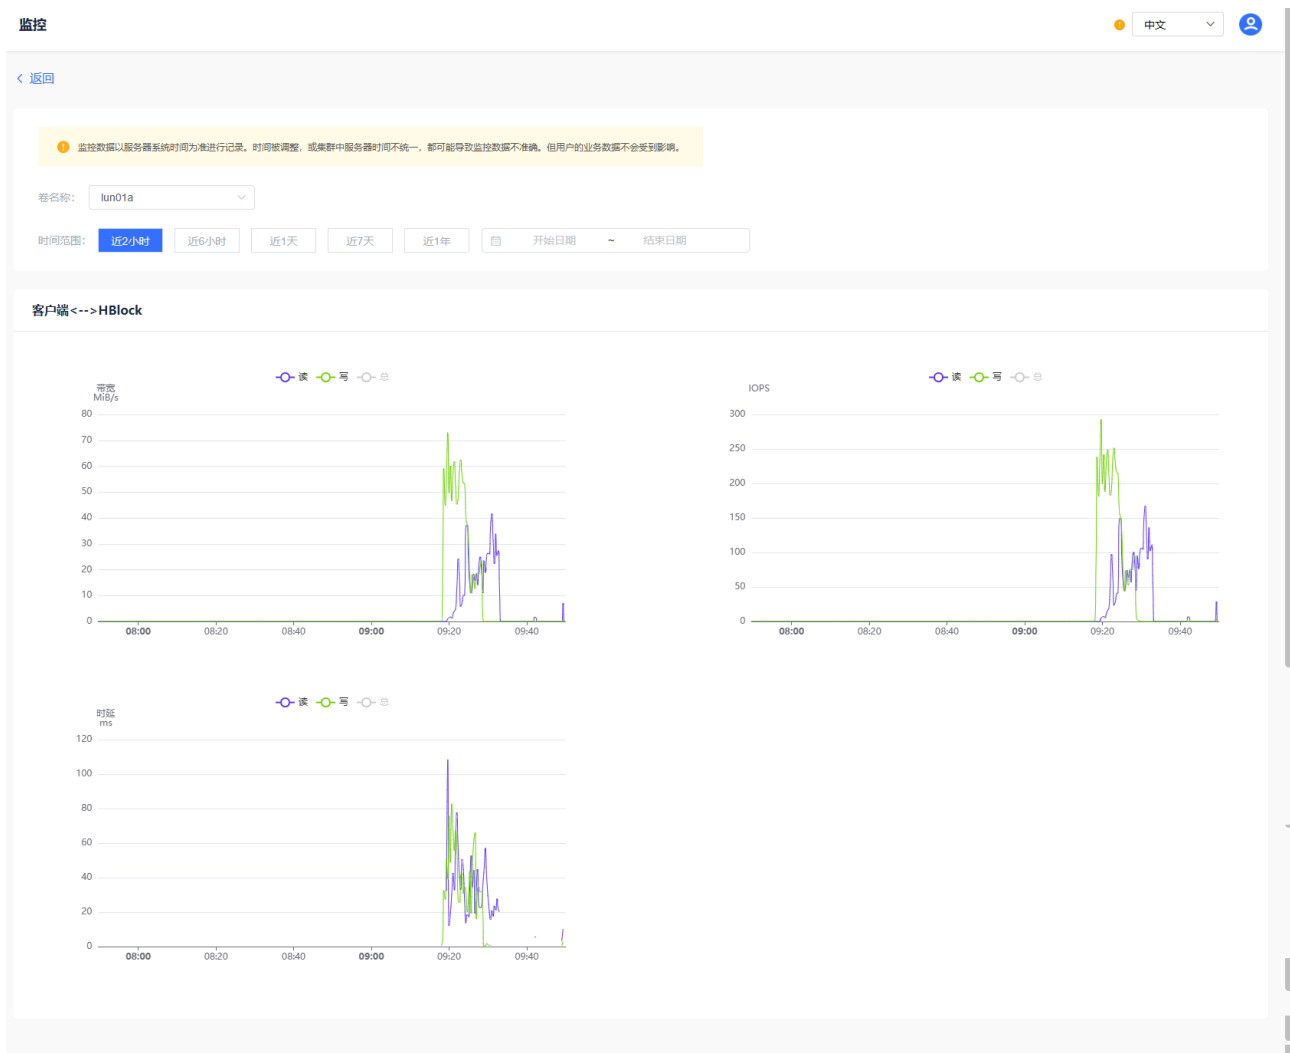 监控
中文
返回
监控数据以服务器系统时间为准进行记录。时间被调整，或集群中服务器时间不统一，都可能导致监控数据不准确。但用户的业务数据不会受到影响。
卷名称: lun01a
时间范围: 近2小时 近6小时 近1天 近7天 近1年 开始日期 ~ 结束日期
客户端<-->HBlock
读 写 总
带宽
MiB/s
80
70
60
50
40
30
20
10
0
08:00 08:20 08:40 09:00 09:20 09:40
读 写 总
IOPS
300
250
200
150
100
50
0
08:00 08:20 08:40 09:00 09:20 09:40
读 写 总
时延
ms
120
100
80
60
40
20
0
08:00 08:20 08:40 09:00 09:20 09:40